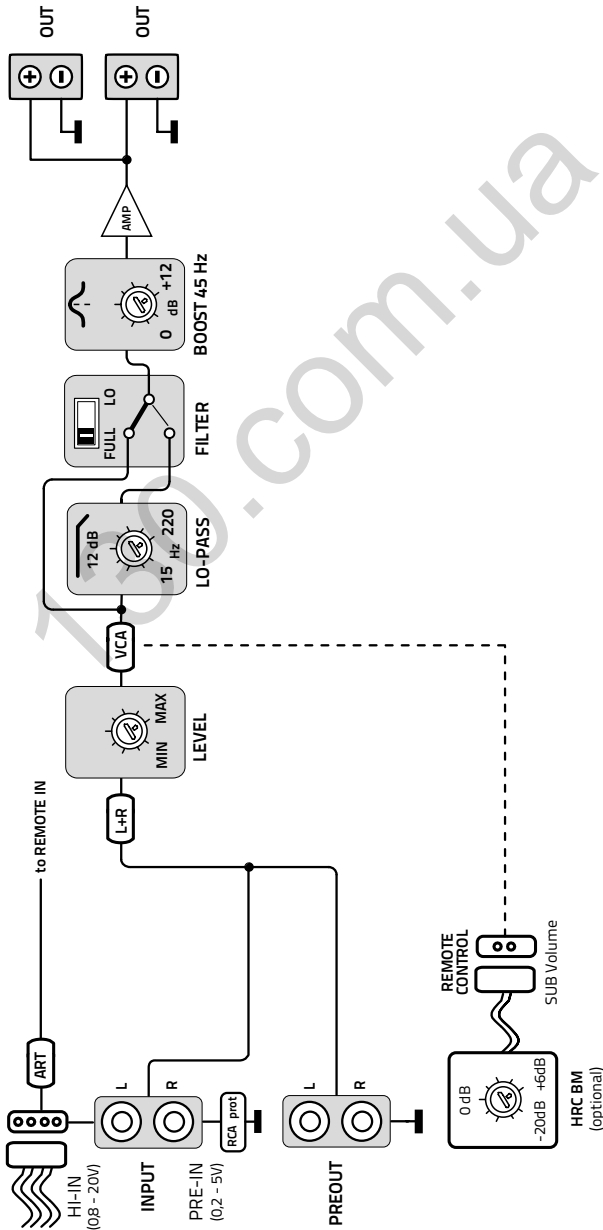 HI-IN
(0,8 - 20V)
ART
to REMOTE IN
INPUT
L
R
PRE-IN
(0,2 - 5V)
RCA prot
PREOUT
L
R
L+R
MIN
MAX
LEVEL
VCA
12 dB
15
Hz
220
LO-PASS
FULL
LO
FILTER
0
dB
+12
BOOST 45 Hz
AMP
OUT
OUT
0 dB
-20dB
+6dB
HRC BM
(optional)
REMOTE
CONTROL
SUB Volume
130.com.ua